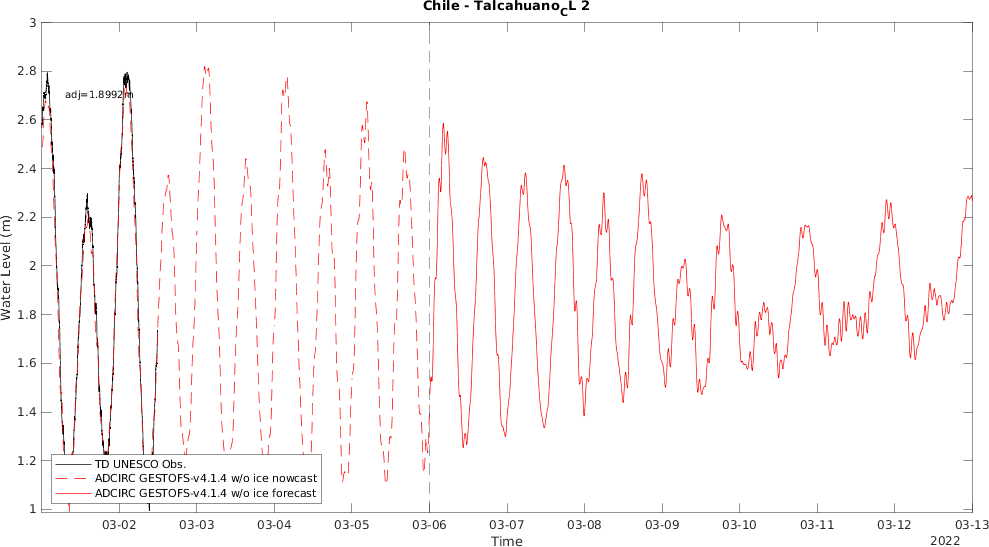 Chile - Talcahuano_CL 2
3
2.8
2.6
2.4
2.2
2
1.8
1.6
1.4
1.2
1
Water Level (m)
adj=1.8992m
TD UNESCO Obs.
ADCIRC GESTOFS-v4.1.4 w/o ice nowcast
ADCIRC GESTOFS-v4.1.4 w/o ice forecast
03-02 03-03 03-04 03-05 03-06 03-07 03-08 03-09 03-10 03-11 03-12 03-13
Time
2022